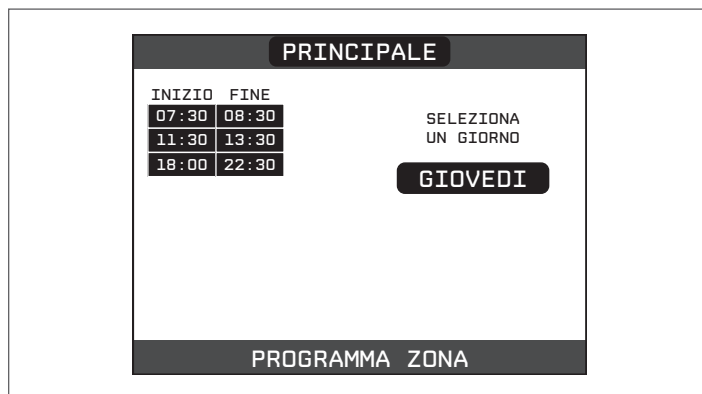 PRINCIPALE
INIZIO FINE
07:30 08:30
11:30 13:30
18:00 22:30
SELEZIONA
UN GIORNO
GIOVEDI
PROGRAMMA ZONA